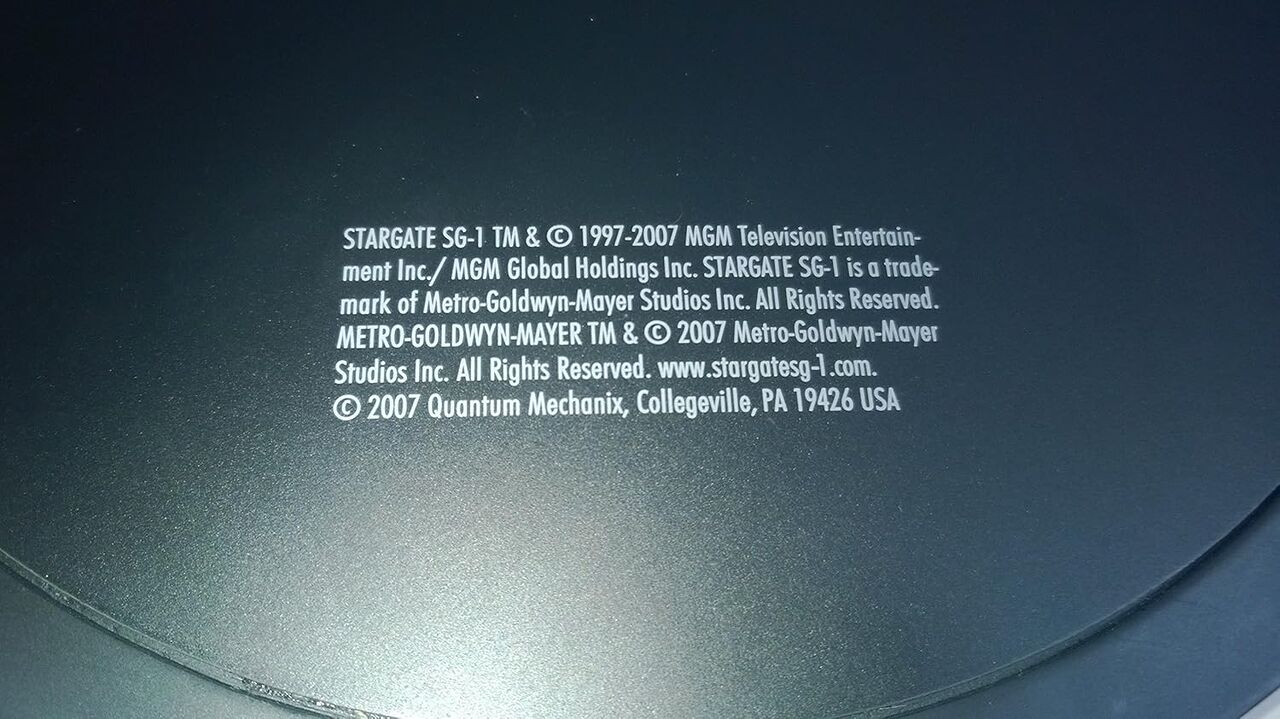 STARGATE SG-1 TM & © 1997-2007 MGM Television Entertain-
ment Inc./ MGM Global Holdings Inc. STARGATE SG-1 is a trade-
mark of Metro-Goldwyn-Mayer Studios Inc. All Rights Reserved.
METRO-GOLDWYN-MAYER TM & © 2007 Metro-Goldwyn-Mayer
Studios Inc. All Rights Reserved. www.stargatesg-1.com.
© 2007 Quantum Mechanix, Collegeville, PA 19426 USA